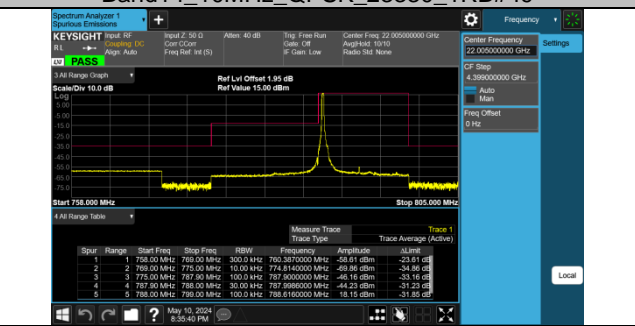 Spectrum Analyzer 1
Spurious Emissions
Frequency
KEYSIGHT
Input: RF
Coupling: DC
Align: Auto
Input Z: 50 Ω
Corr CCorr
Freq Ref: Int (S)
Atten: 40 dB
Trig: Free Run
Gate: Off
IF Gain: Low
Center Freq: 22.005000000 GHz
Avg|Hold: 10/10
Radio Std: None
RL
PASS
Center Frequency
22.005000000 GHz
Settings
CF Step
4.399000000 GHz
Auto
Man
Freq Offset
0 Hz
3 All Range Graph
Scale/Div 10.0 dB
Ref Lvl Offset 1.95 dB
Ref Value 15.00 dBm
Log
5.00
-5.00
-15.0
-25.0
-35.0
-45.0
-55.0
-65.0
-75.0
Start 758.000 MHz
Stop 805.000 MHz
4 All Range Table
Measure Trace Trace 1
Trace Type Trace Average (Active)
Spur Range Start Freq Stop Freq RBW Frequency Amplitude ΔLimit
1 1 758.00 MHz 769.00 MHz 300.0 kHz 760.3870000 MHz -58.61 dBm -23.61 dB
2 2 769.00 MHz 775.00 MHz 10.00 kHz 774.8140000 MHz -69.86 dBm -34.86 dB
3 3 775.00 MHz 787.90 MHz 100.0 kHz 787.9000000 MHz -46.16 dBm -33.16 dB
4 4 787.90 MHz 788.00 MHz 30.00 kHz 787.9986000 MHz -44.23 dBm -31.23 dB
5 5 788.00 MHz 799.00 MHz 100.0 kHz 788.6160000 MHz 18.15 dBm -31.85 dB
Local
May 10, 2024
8:35:40 PM